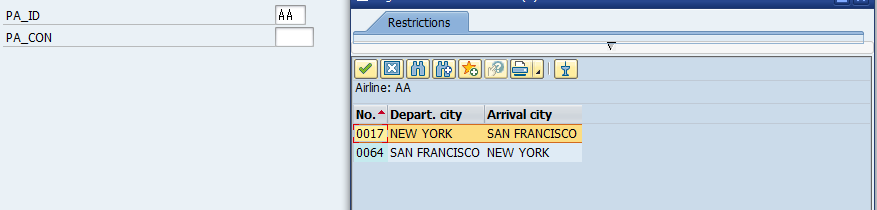 PA_ID AA
PA_CON
Restrictions
Airline: AA
No. Depart. city Arrival city
0017 NEW YORK SAN FRANCISCO
0064 SAN FRANCISCO NEW YORK